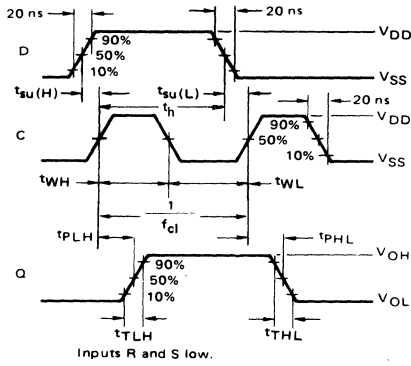 20 ns
20 ns
VDD
D
90%
50%
10%
VSS
tsu(H)
tsu(L)
th
20 ns
VDD
C
90%
50%
10%
VSS
tWH
tWL
1
fcl
tPLH
tPHL
VOH
Q
90%
50%
10%
VOL
tTLH
tTHL
Inputs R and S low.